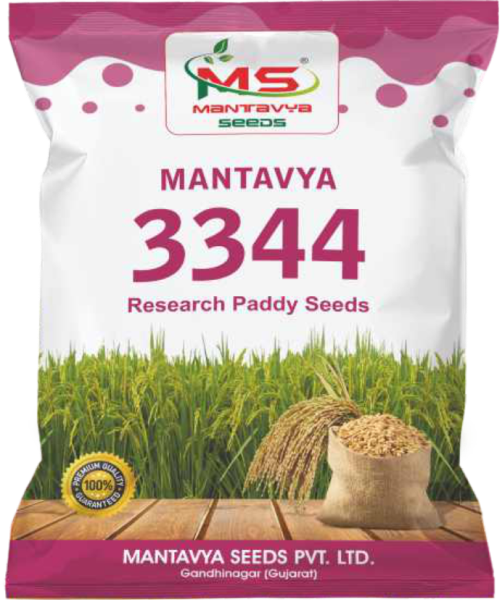 MS®
MANTAVYA
SEEDS
MANTAVYA
3344
Research Paddy Seeds
PREMIUM QUALITY
100%
GUARANTEED
MANTAVYA SEEDS PVT. LTD.
Gandhinagar (Gujarat)